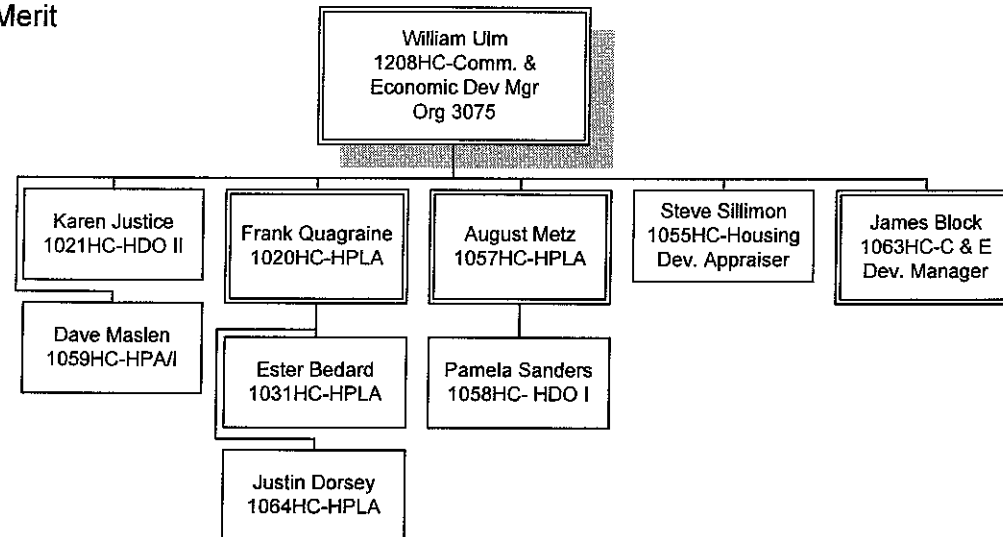 Merit
William Ulm
1208HC-Comm. &
Economic Dev Mgr
Org 3075
Karen Justice
1021HC-HDO II
Frank Quagraine
1020HC-HPLA
August Metz
1057HC-HPLA
Steve Sillimon
1055HC-Housing
Dev. Appraiser
James Block
1063HC-C & E
Dev. Manager
Dave Maslen
1059HC-HPA/I
Ester Bedard
1031HC-HPLA
Pamela Sanders
1058HC- HDO I
Justin Dorsey
1064HC-HPLA